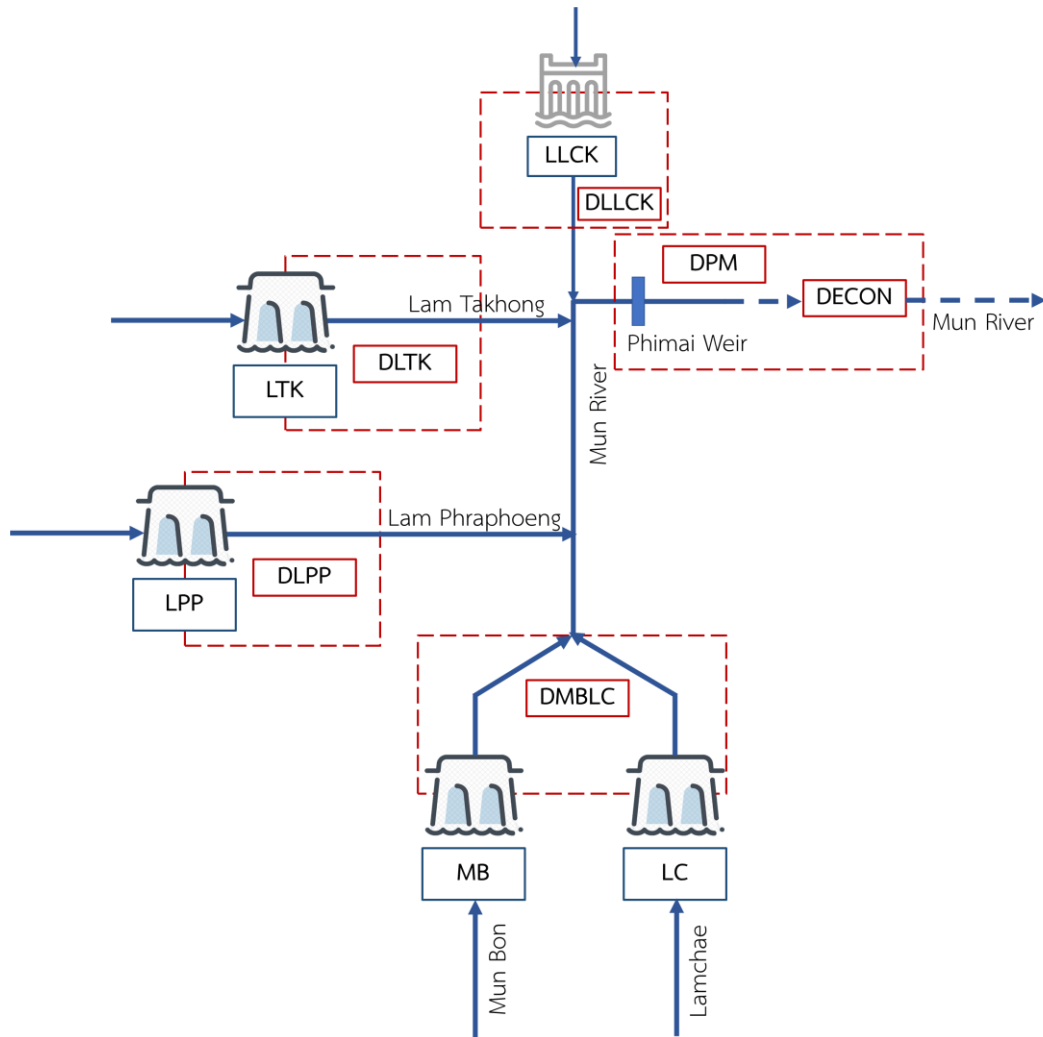 LLCK
DLLCK
DPM
DECON
Lam Takhong
Mun River
Phimai Weir
DLTK
LTK
Mun River
Lam Phraphoeng
DLPP
LPP
DMBLC
MB
LC
Mun Bon
Lamchae